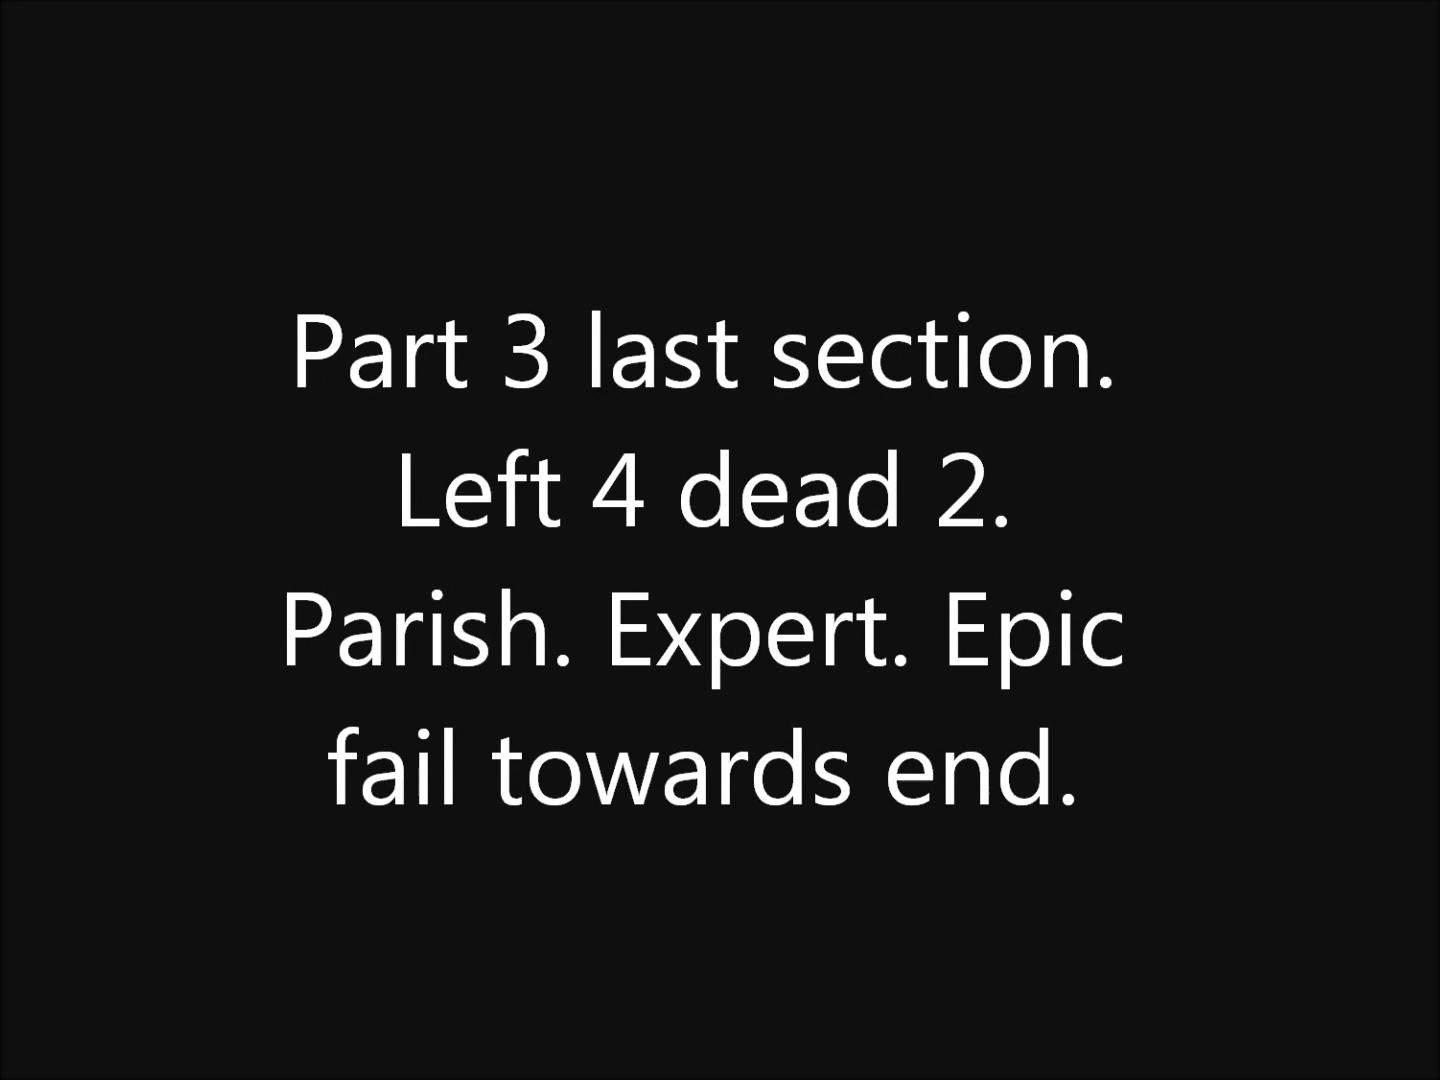 Part 3 last section.
Left 4 dead 2.
Parish. Expert. Epic
fail towards end.